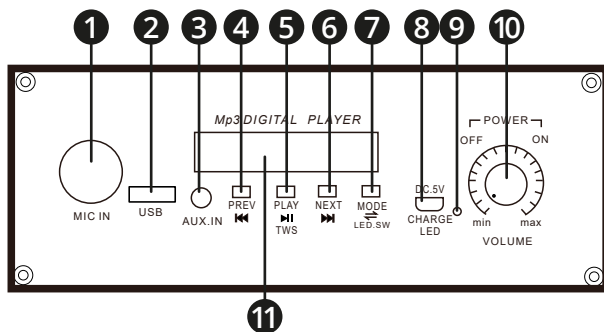 1 2 3 4 5 6 7 8 9 10
Mp3 DIGITAL PLAYER
POWER
OFF ON
MIC IN
USB
AUX.IN
PREV
PLAY
TWS
NEXT
MODE
LED.SW
DC.5V
CHARGE
LED
min max
VOLUME
11